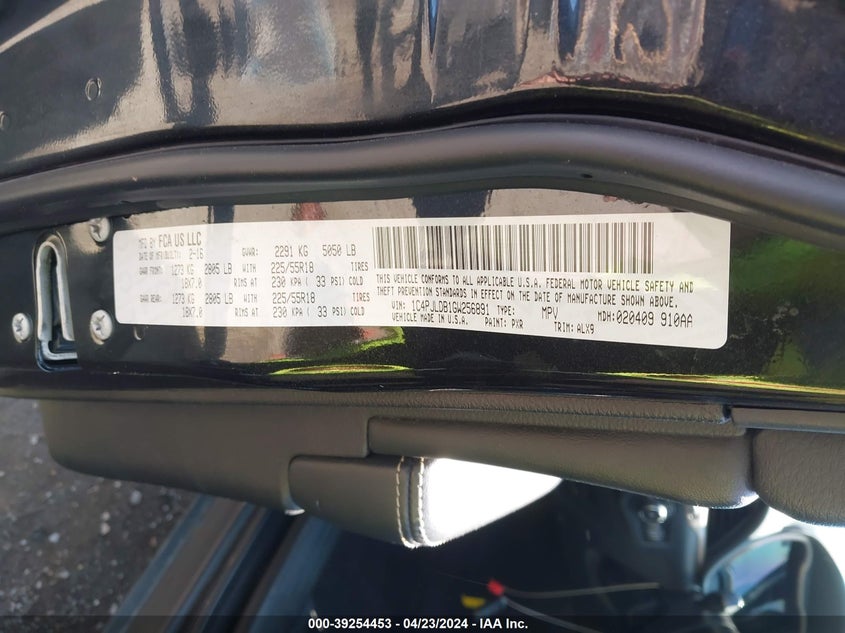 MFD BY FCA US LLC
DATE OF MFR(BUILT): 2-16 GVWR: 2291 KG 5050 LB
GAWR FRONT: 1273 KG 2805 LB WITH 225/55R18 TIRES
18X7.0 RIMS AT 230 KPA ( 33 PSI) COLD
GAWR REAR: 1273 KG 2805 LB WITH 225/55R18 TIRES
18X7.0 RIMS AT 230 KPA ( 33 PSI) COLD
THIS VEHICLE CONFORMS TO ALL APPLICABLE U.S.A. FEDERAL MOTOR VEHICLE SAFETY AND
THEFT PREVENTION STANDARDS IN EFFECT ON THE DATE OF MANUFACTURE SHOWN ABOVE.
VIN: 1C4PJLDB1GW256891 TYPE: MPV MDH:020409 910AA
VEHICLE MADE IN U.S.A. PAINT: PXR TRIM: ALX9
000-39254453 / 04/23/2024 - IAA Inc.